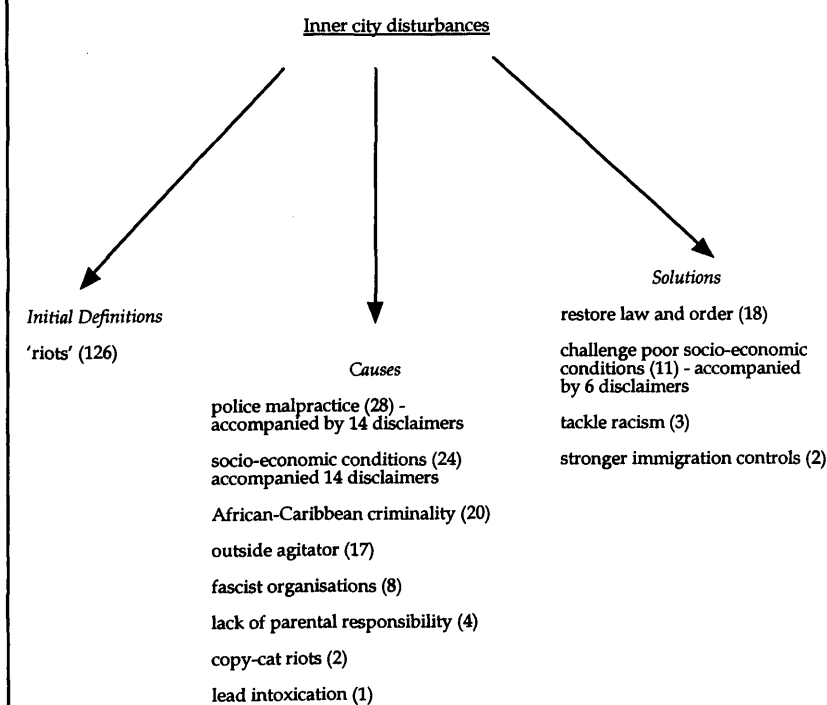 Inner city disturbances
Initial Definitions
'riots' (126)
Causes
police malpractice (28) -
accompanied by 14 disclaimers
socio-economic conditions (24)
accompanied 14 disclaimers
African-Caribbean criminality (20)
outside agitator (17)
fascist organisations (8)
lack of parental responsibility (4)
copy-cat riots (2)
lead intoxication (1)
Solutions
restore law and order (18)
challenge poor socio-economic
conditions (11) - accompanied
by 6 disclaimers
tackle racism (3)
stronger immigration controls (2)